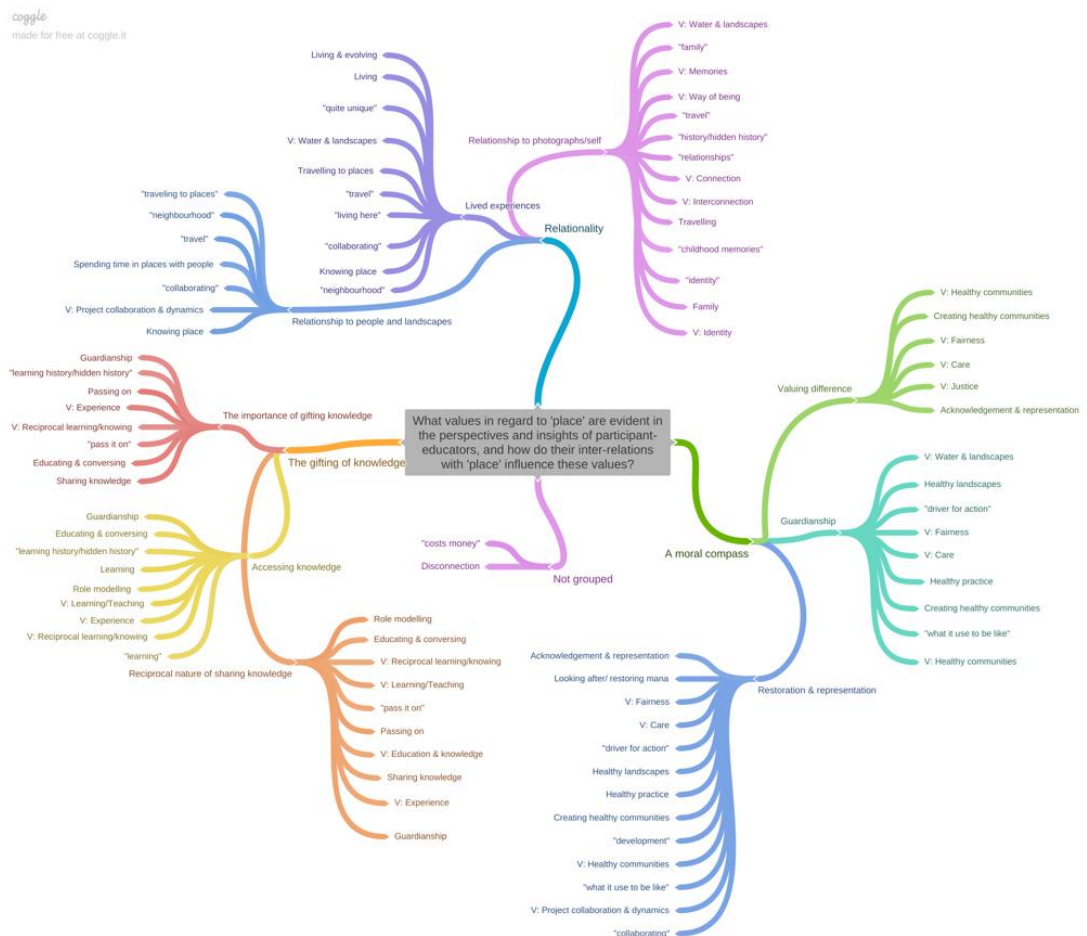 coggle
made for free at coggle.it
What values in regard to 'place' are evident in
the perspectives and insights of participant-
educators, and how do their inter-relations
with 'place' influence these values?
Relationality
Relationship to photographs/self
V: Water & landscapes
"family"
V: Memories
V: Way of being
"travel"
"history/hidden history"
"relationships"
V: Connection
V: Interconnection
Travelling
"childhood memories"
"identity"
Family
V: Identity
Lived experiences
Living & evolving
Living
"quite unique"
V: Water & landscapes
Travelling to places
"travel"
"living here"
"collaborating"
Knowing place
"neighbourhood"
Relationship to people and landscapes
"traveling to places"
"neighbourhood"
"travel"
Spending time in places with people
"collaborating"
V: Project collaboration & dynamics
Knowing place
The gifting of knowledge
The importance of gifting knowledge
Guardianship
"learning history/hidden history"
Passing on
V: Experience
V: Reciprocal learning/knowing
"pass it on"
Educating & conversing
Sharing knowledge
Accessing knowledge
Guardianship
Educating & conversing
"learning history/hidden history"
Learning
Role modelling
V: Learning/Teaching
V: Experience
V: Reciprocal learning/knowing
"learning"
Reciprocal nature of sharing knowledge
Role modelling
Educating & conversing
V: Reciprocal learning/knowing
V: Learning/Teaching
"pass it on"
Passing on
V: Education & knowledge
Sharing knowledge
V: Experience
Guardianship
Not grouped
"costs money"
Disconnection
A moral compass
Valuing difference
V: Healthy communities
Creating healthy communities
V: Fairness
V: Care
V: Justice
Acknowledgement & representation
Guardianship
V: Water & landscapes
Healthy landscapes
"driver for action"
V: Fairness
V: Care
Healthy practice
Creating healthy communities
"what it use to be like"
V: Healthy communities
Restoration & representation
Acknowledgement & representation
Looking after/ restoring mana
V: Fairness
V: Care
"driver for action"
Healthy landscapes
Healthy practice
Creating healthy communities
"development"
V: Healthy communities
"what it use to be like"
V: Project collaboration & dynamics
"collaborating"